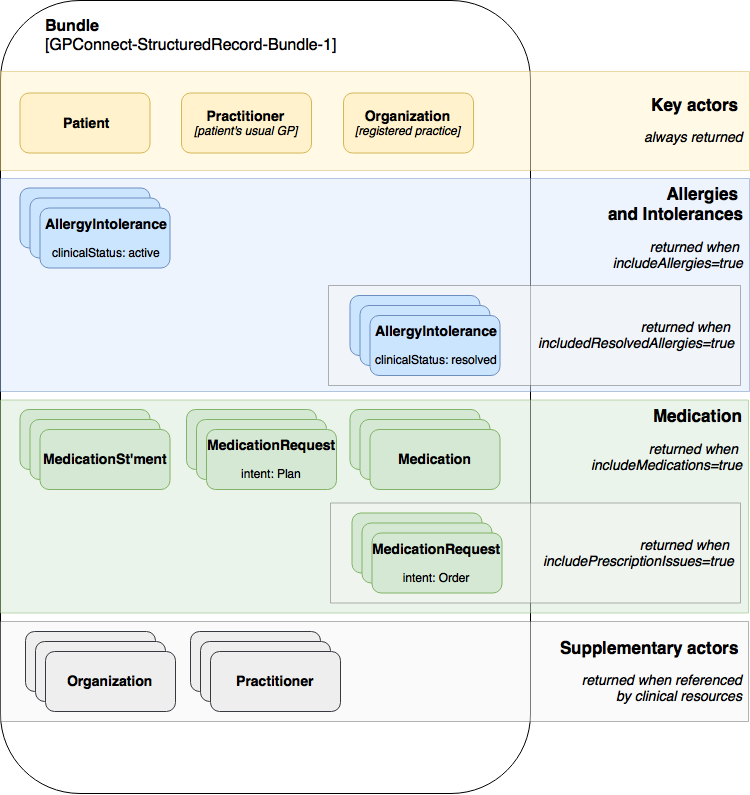 Bundle
[GPConnect-StructuredRecord-Bundle-1]
Key actors
always returned
Patient
Practitioner
[patient's usual GP]
Organization
[registered practice]
Allergies
and Intolerances
returned when
includeAllergies=true
AllergyIntolerance
clinicalStatus: active
AllergyIntolerance
clinicalStatus: resolved
returned when
includedResolvedAllergies=true
Medication
returned when
includeMedications=true
MedicationSt'ment
MedicationRequest
intent: Plan
Medication
MedicationRequest
intent: Order
returned when
includePrescriptionIssues=true
Supplementary actors
returned when referenced
by clinical resources
Organization
Practitioner